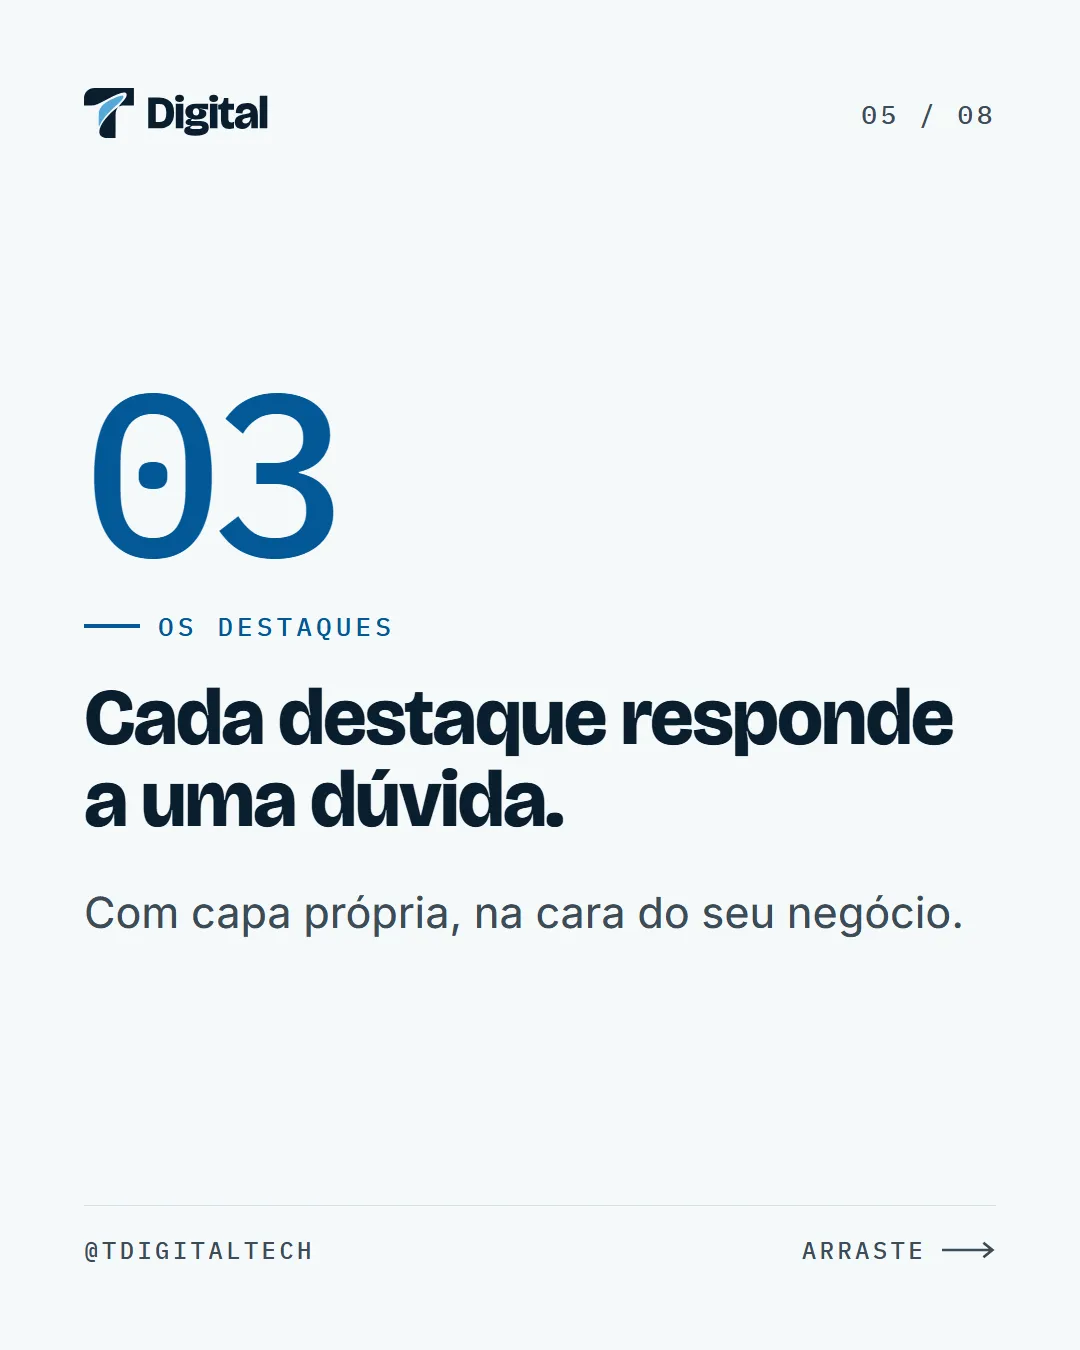 Digital
05 / 08
03
OS DESTAQUES
Cada destaque responde
a uma dúvida.
Com capa própria, na cara do seu negócio.
@TDIGITALTECH
ARRASTE